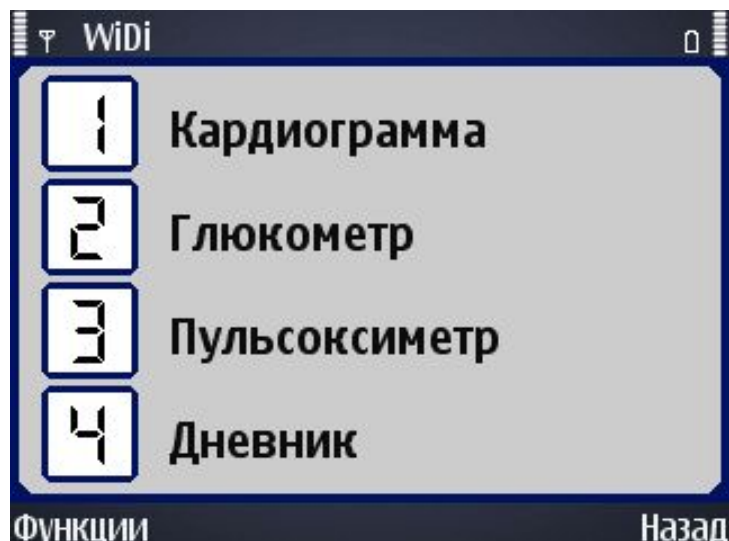 WiDi
1 Кардиограмма
2 Глюкометр
3 Пульсоксиметр
4 Дневник
Функции Назад